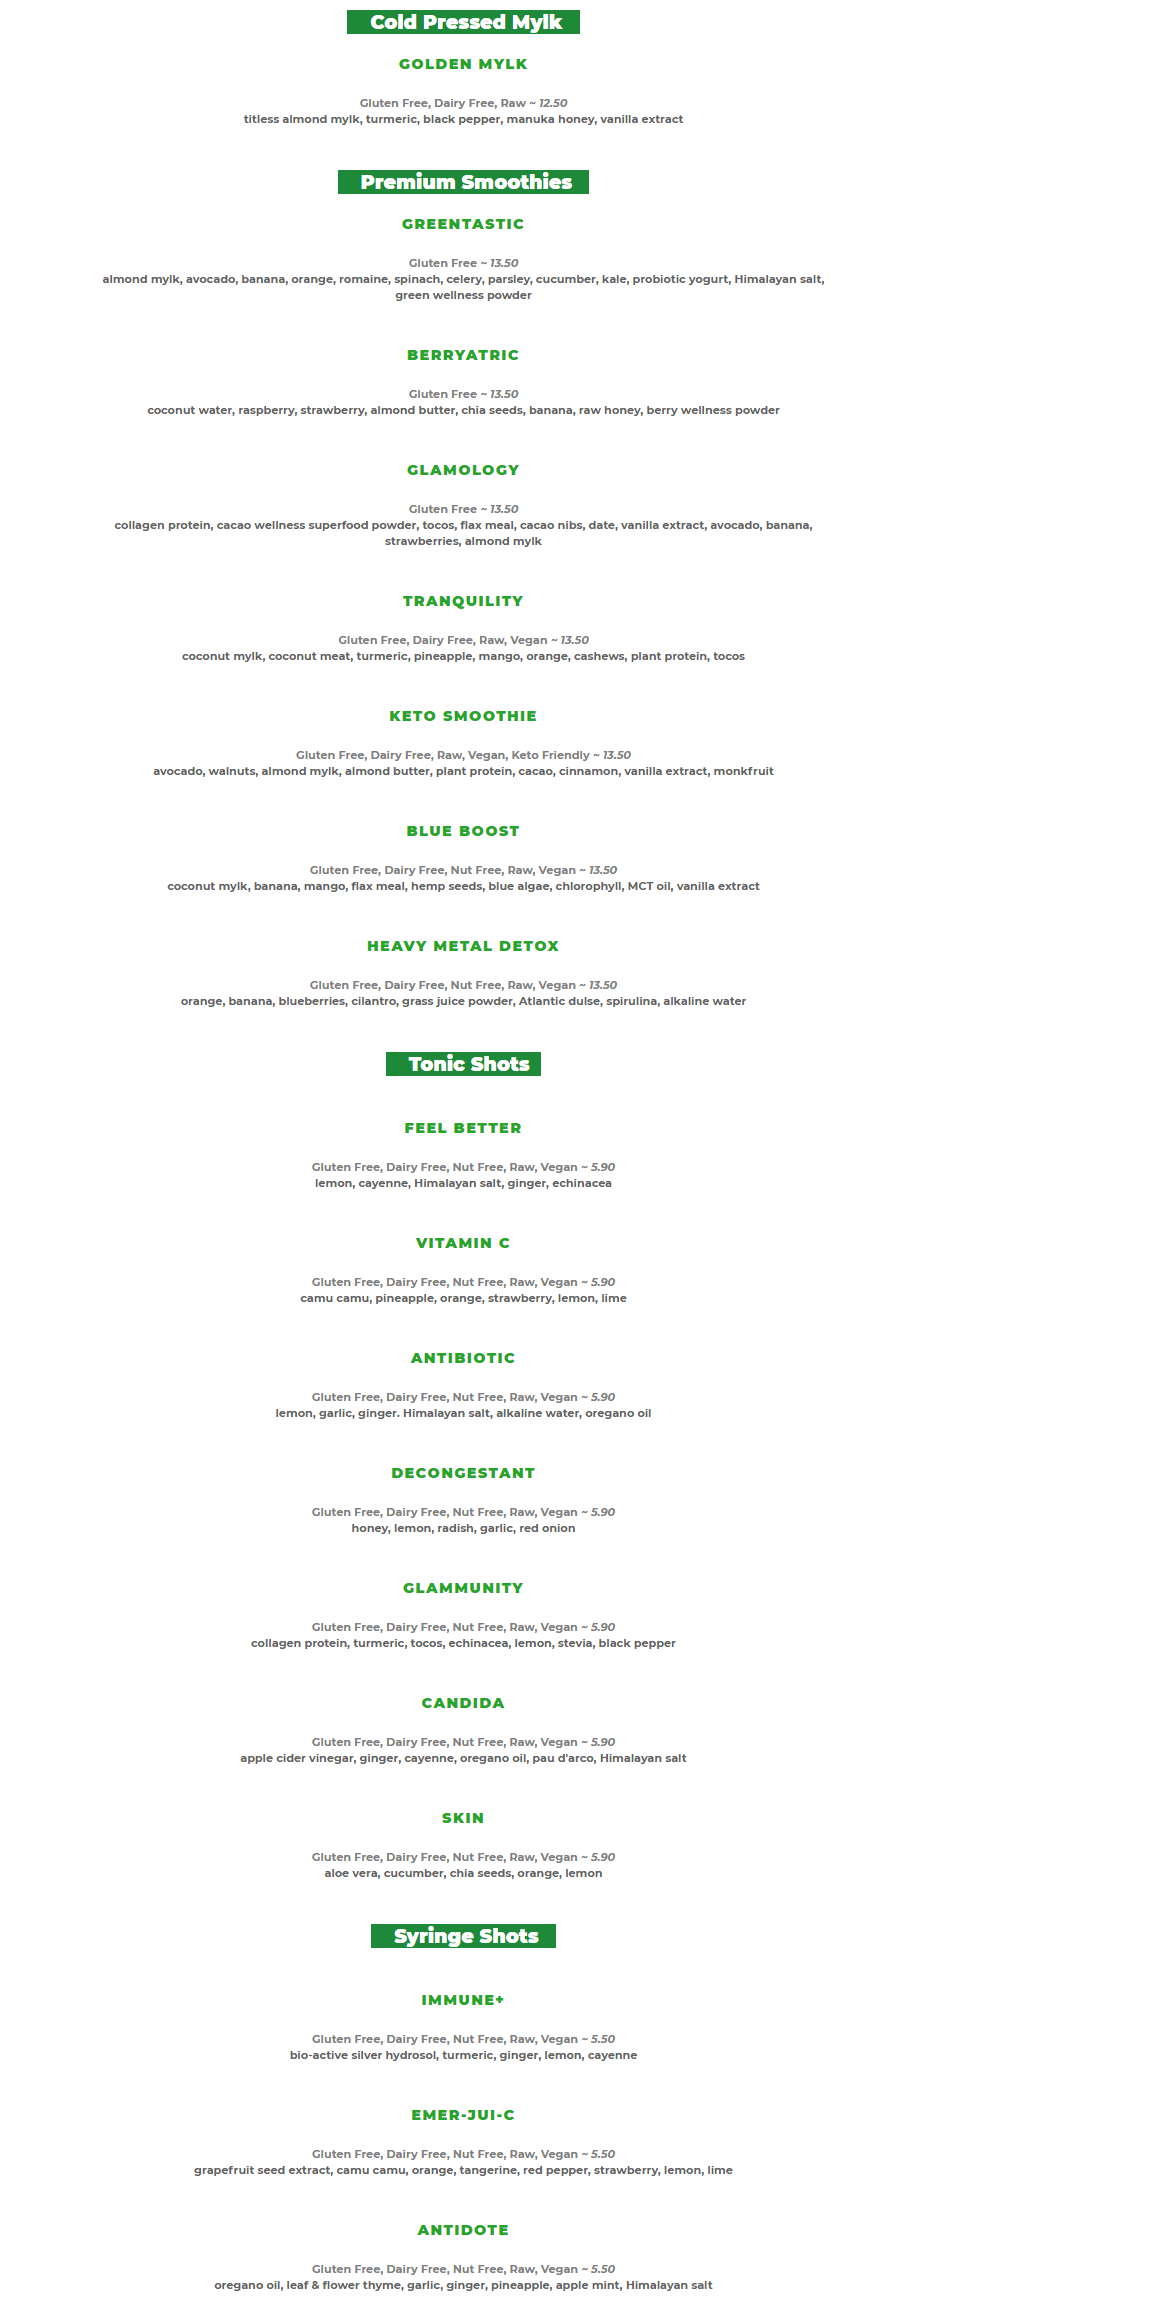 Cold Pressed Mylk
GOLDEN MYLK
Gluten Free, Dairy Free, Raw ~ 12.50
titless almond mylk, turmeric, black pepper, manuka honey, vanilla extract
Premium Smoothies
GREENTASTIC
Gluten Free ~ 13.50
almond mylk, avocado, banana, orange, romaine, spinach, celery, parsley, cucumber, kale, probiotic yogurt, Himalayan salt,
green wellness powder
BERRYATRIC
Gluten Free ~ 13.50
coconut water, raspberry, strawberry, almond butter, chia seeds, banana, raw honey, berry wellness powder
GLAMOLOGY
Gluten Free ~ 13.50
collagen protein, cacao wellness superfood powder, tocos, flax meal, cacao nibs, date, vanilla extract, avocado, banana,
strawberries, almond mylk
TRANQUILITY
Gluten Free, Dairy Free, Raw, Vegan ~ 13.50
coconut mylk, coconut meat, turmeric, pineapple, mango, orange, cashews, plant protein, tocos
KETO SMOOTHIE
Gluten Free, Dairy Free, Raw, Vegan, Keto Friendly ~ 13.50
avocado, walnuts, almond mylk, almond butter, plant protein, cacao, cinnamon, vanilla extract, monkfruit
BLUE BOOST
Gluten Free, Dairy Free, Nut Free, Raw, Vegan ~ 13.50
coconut mylk, banana, mango, flax meal, hemp seeds, blue algae, chlorophyll, MCT oil, vanilla extract
HEAVY METAL DETOX
Gluten Free, Dairy Free, Nut Free, Raw, Vegan ~ 13.50
orange, banana, blueberries, cilantro, grass juice powder, Atlantic dulse, spirulina, alkaline water
Tonic Shots
FEEL BETTER
Gluten Free, Dairy Free, Nut Free, Raw, Vegan ~ 5.90
lemon, cayenne, Himalayan salt, ginger, echinacea
VITAMIN C
Gluten Free, Dairy Free, Nut Free, Raw, Vegan ~ 5.90
camu camu, pineapple, orange, strawberry, lemon, lime
ANTIBIOTIC
Gluten Free, Dairy Free, Nut Free, Raw, Vegan ~ 5.90
lemon, garlic, ginger. Himalayan salt, alkaline water, oregano oil
DECONGESTANT
Gluten Free, Dairy Free, Nut Free, Raw, Vegan ~ 5.90
honey, lemon, radish, garlic, red onion
GLAMMUNITY
Gluten Free, Dairy Free, Nut Free, Raw, Vegan ~ 5.90
collagen protein, turmeric, tocos, echinacea, lemon, stevia, black pepper
CANDIDA
Gluten Free, Dairy Free, Nut Free, Raw, Vegan ~ 5.90
apple cider vinegar, ginger, cayenne, oregano oil, pau d'arco, Himalayan salt
SKIN
Gluten Free, Dairy Free, Nut Free, Raw, Vegan ~ 5.90
aloe vera, cucumber, chia seeds, orange, lemon
Syringe Shots
IMMUNE+
Gluten Free, Dairy Free, Nut Free, Raw, Vegan ~ 5.50
bio-active silver hydrosol, turmeric, ginger, lemon, cayenne
EMER-JUI-C
Gluten Free, Dairy Free, Nut Free, Raw, Vegan ~ 5.50
grapefruit seed extract, camu camu, orange, tangerine, red pepper, strawberry, lemon, lime
ANTIDOTE
Gluten Free, Dairy Free, Nut Free, Raw, Vegan ~ 5.50
oregano oil, leaf & flower thyme, garlic, ginger, pineapple, apple mint, Himalayan salt